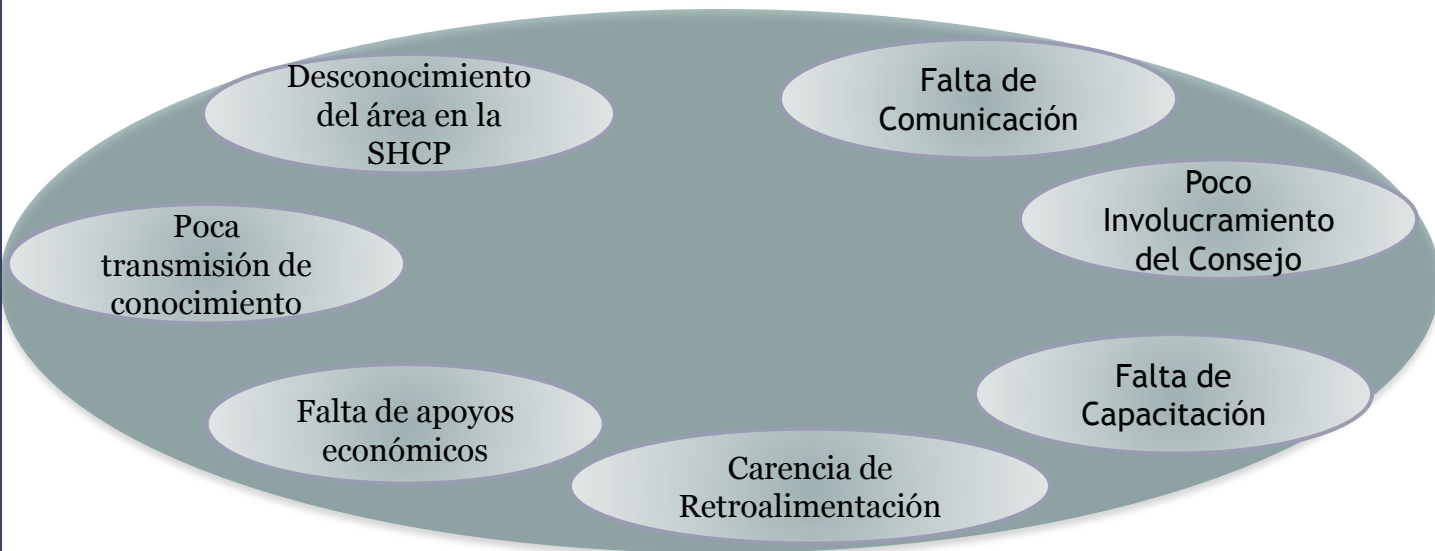 Desconocimiento
del área en la
SHCP
Falta de
Comunicación
Poco
Involucramiento
del Consejo
Poca
transmisión de
conocimiento
Falta de
Capacitación
Falta de apoyos
económicos
Carencia de
Retroalimentación